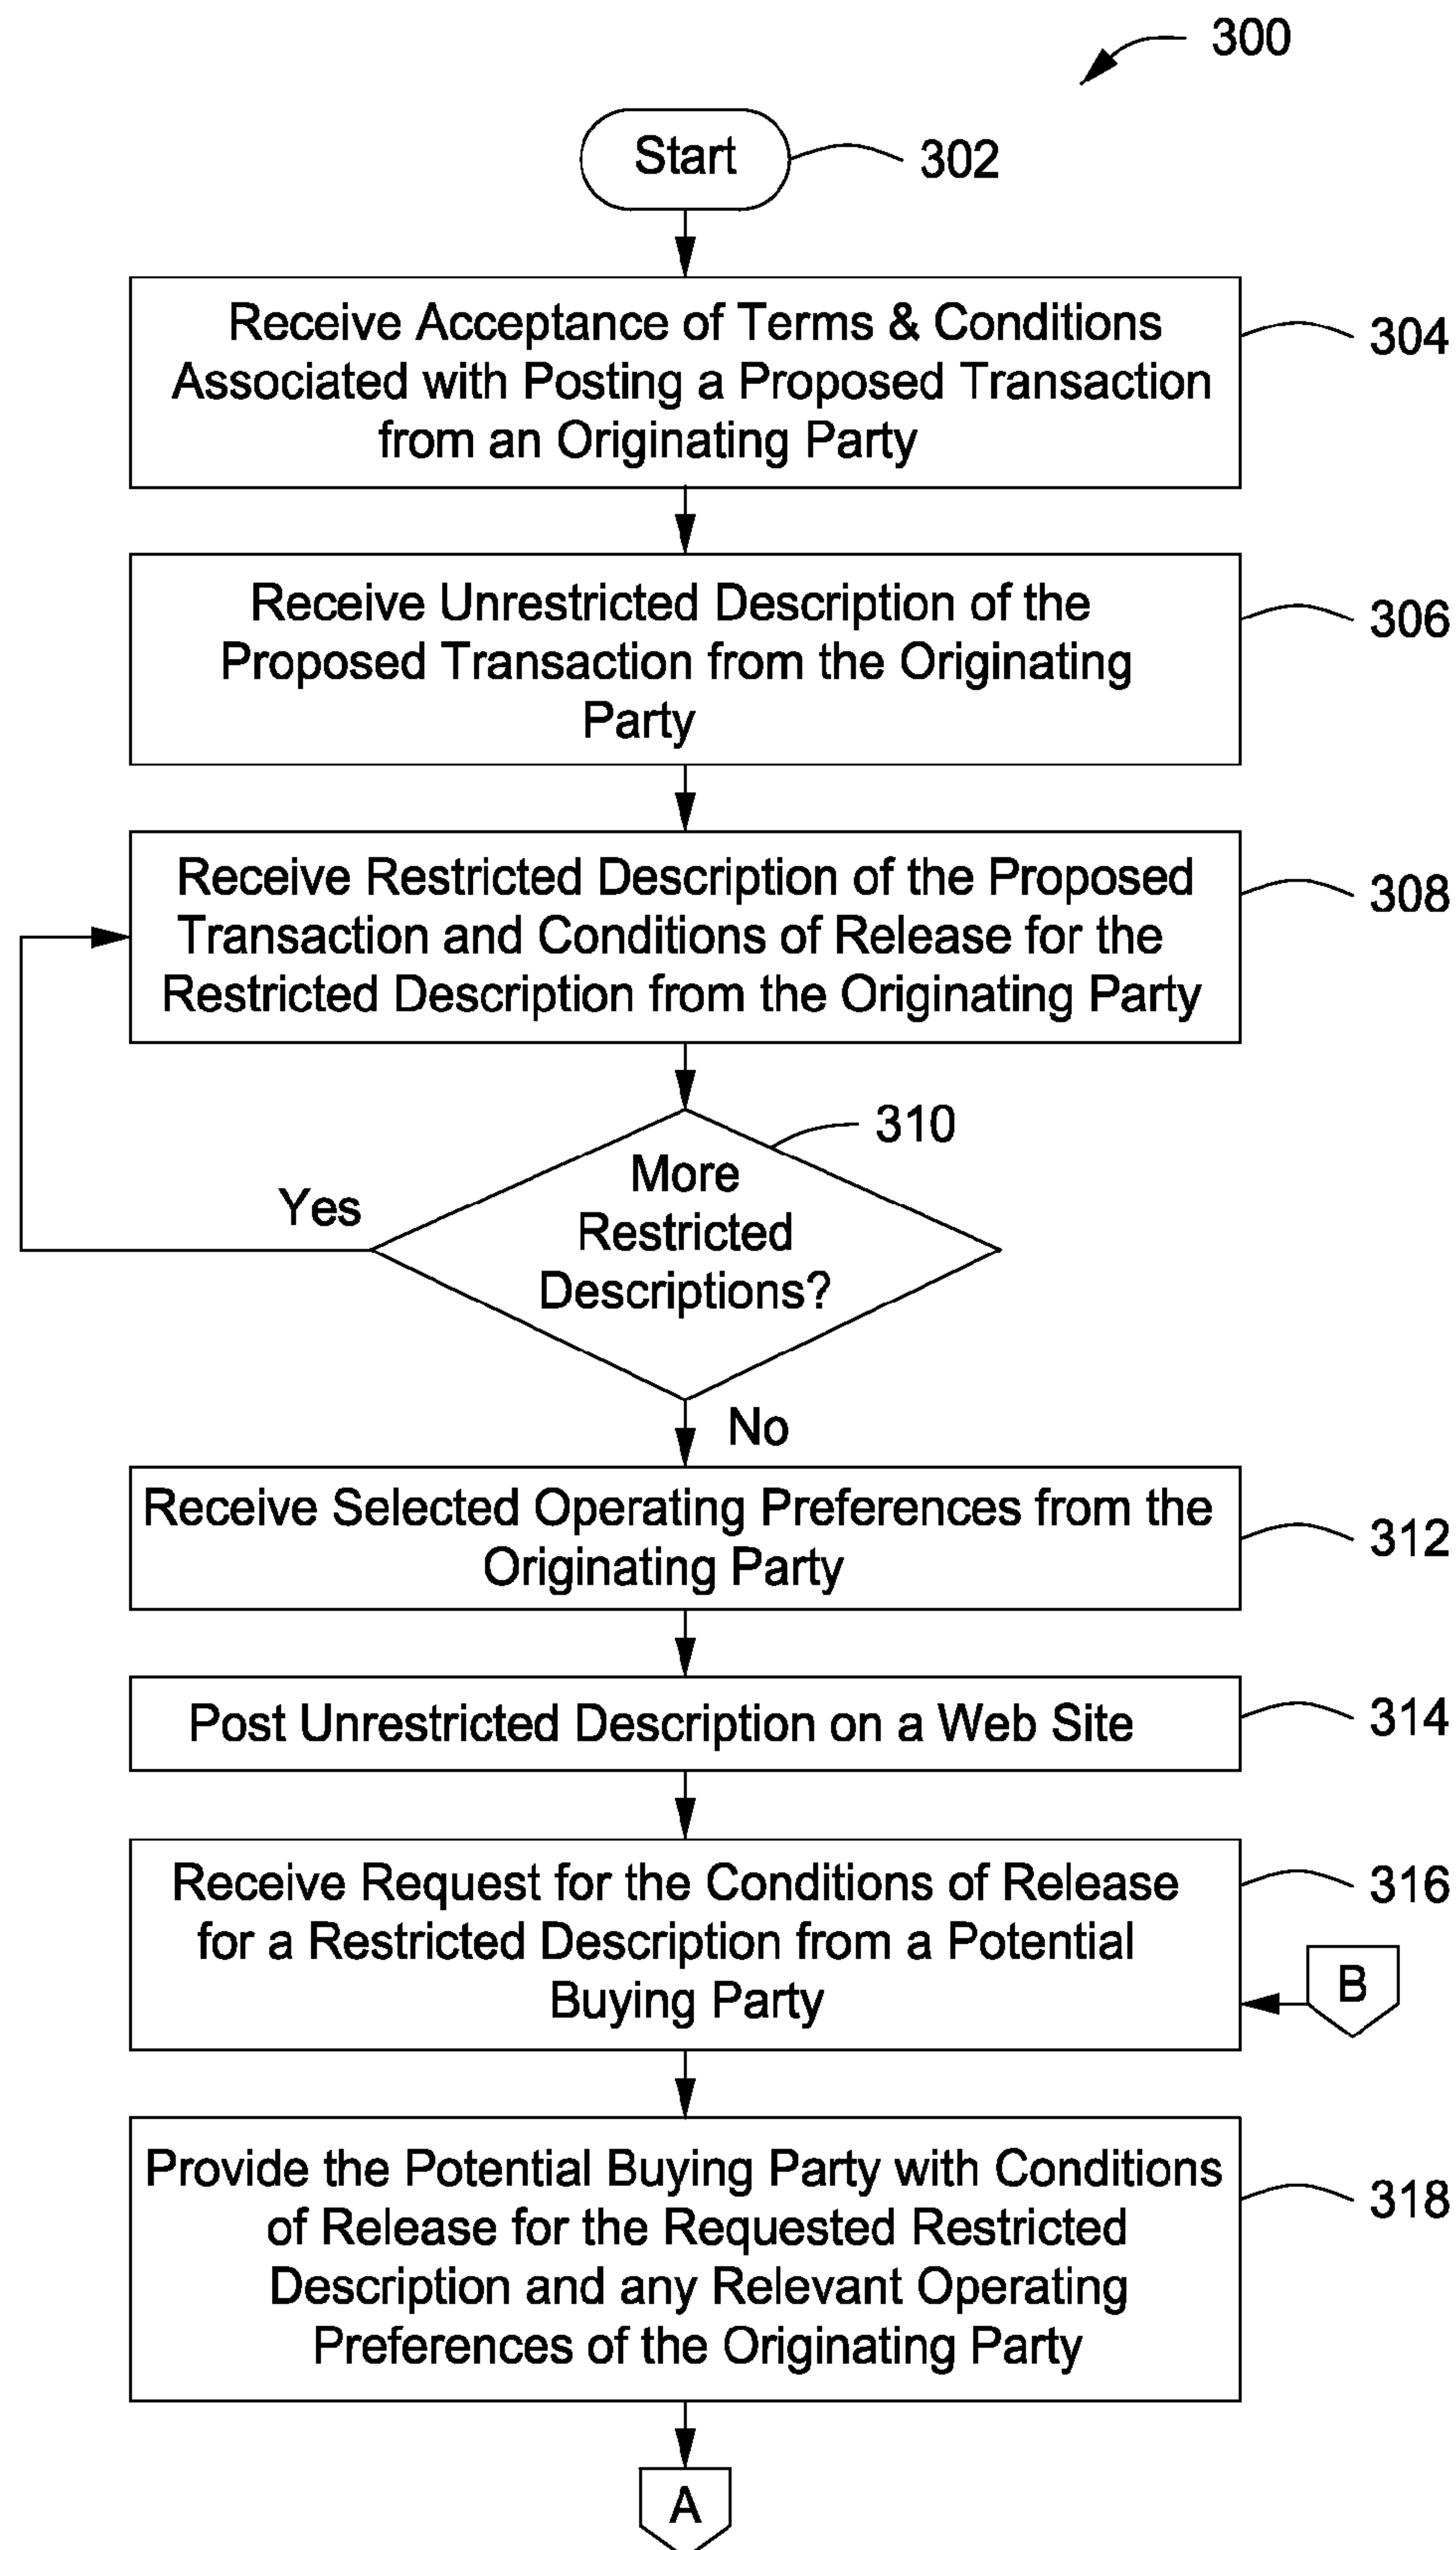 300
Start
302
Receive Acceptance of Terms & Conditions
Associated with Posting a Proposed Transaction
from an Originating Party
304
Receive Unrestricted Description of the
Proposed Transaction from the Originating
Party
306
Receive Restricted Description of the Proposed
Transaction and Conditions of Release for the
Restricted Description from the Originating Party
308
310
More
Restricted
Descriptions?
Yes
No
Receive Selected Operating Preferences from the
Originating Party
312
Post Unrestricted Description on a Web Site
314
Receive Request for the Conditions of Release
for a Restricted Description from a Potential
Buying Party
316
B
Provide the Potential Buying Party with Conditions
of Release for the Requested Restricted
Description and any Relevant Operating
Preferences of the Originating Party
318
A